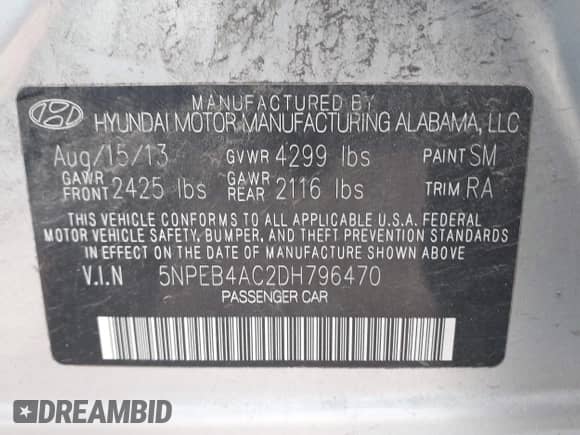 MANUFACTURED BY
HYUNDAI MOTOR MANUFACTURING ALABAMA, LLC
Aug/15/13 GVWR 4299 lbs PAINT SM
GAWR FRONT 2425 lbs GAWR REAR 2116 lbs TRIM RA
THIS VEHICLE CONFORMS TO ALL APPLICABLE U.S.A. FEDERAL
MOTOR VEHICLE SAFETY, BUMPER, AND THEFT PREVENTION STANDARDS
IN EFFECT ON THE DATE OF MANUFACTURE SHOWN ABOVE
V.I.N 5NPEB4AC2DH796470
PASSENGER CAR
DREAMBID